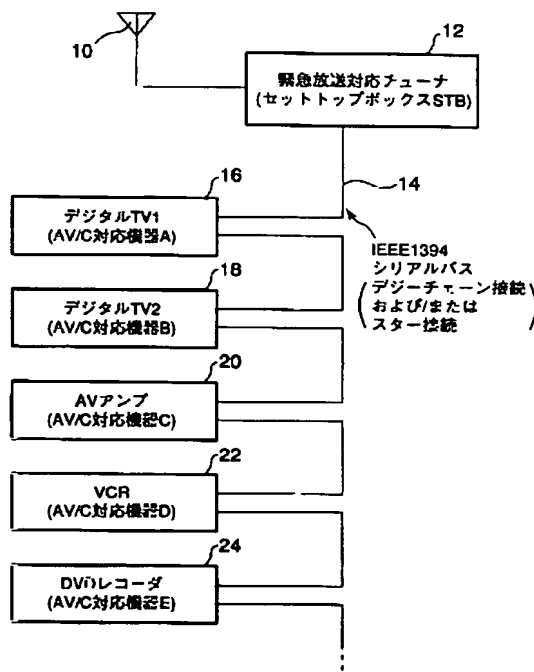 10
12
緊急放送対応チューナ
(セットトップボックスSTB)
14
16
デジタルTV1
(AV/C対応機器A)
IEEE1394
シリアルバス
(デジーチェーン接続)
および/または
スター接続
18
デジタルTV2
(AV/C対応機器B)
20
AVアンプ
(AV/C対応機器C)
22
VCR
(AV/C対応機器D)
24
DVDレコーダ
(AV/C対応機器E)